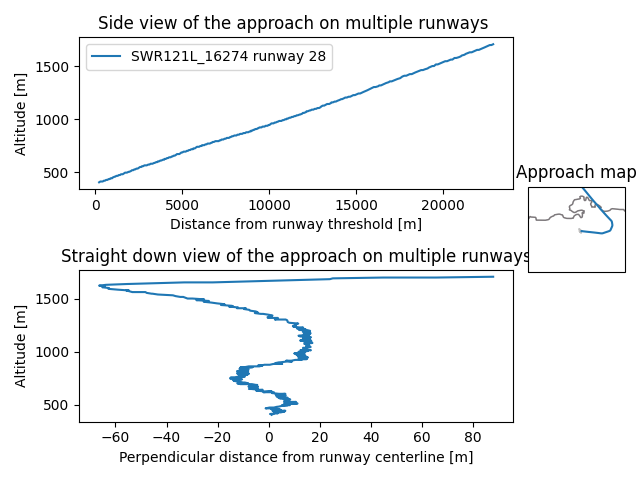 Side view of the approach on multiple runways
SWR121L_16274 runway 28
Altitude [m]
1500
1000
500
0 5000 10000 15000 20000
Distance from runway threshold [m]
Approach map
Straight down view of the approach on multiple runways
Altitude [m]
1500
1000
500
−60 −40 −20 0 20 40 60 80
Perpendicular distance from runway centerline [m]